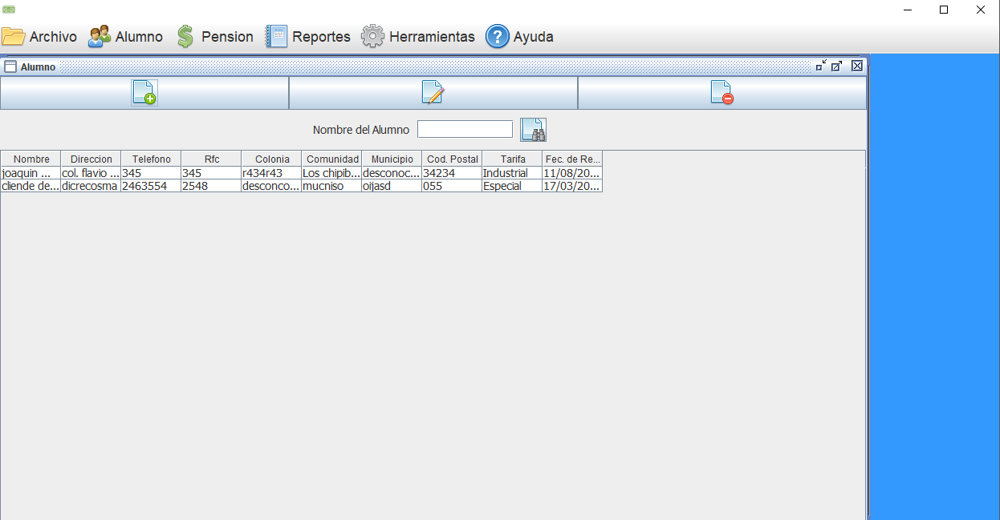 Archivo Alumno $ Pension Reportes Herramientas ? Ayuda
Alumno
Nombre del Alumno
Nombre Direccion Telefono Rfc Colonia Comunidad Municipio Cod. Postal Tarifa Fec. de Re...
joaquin ... col. flavio ... 345 345 r434r43 Los chipib... desconoc... 34234 Industrial 11/08/20...
cliende de... dicrecosma 2463554 2548 desconco... mucniso oijasd 055 Especial 17/03/20...